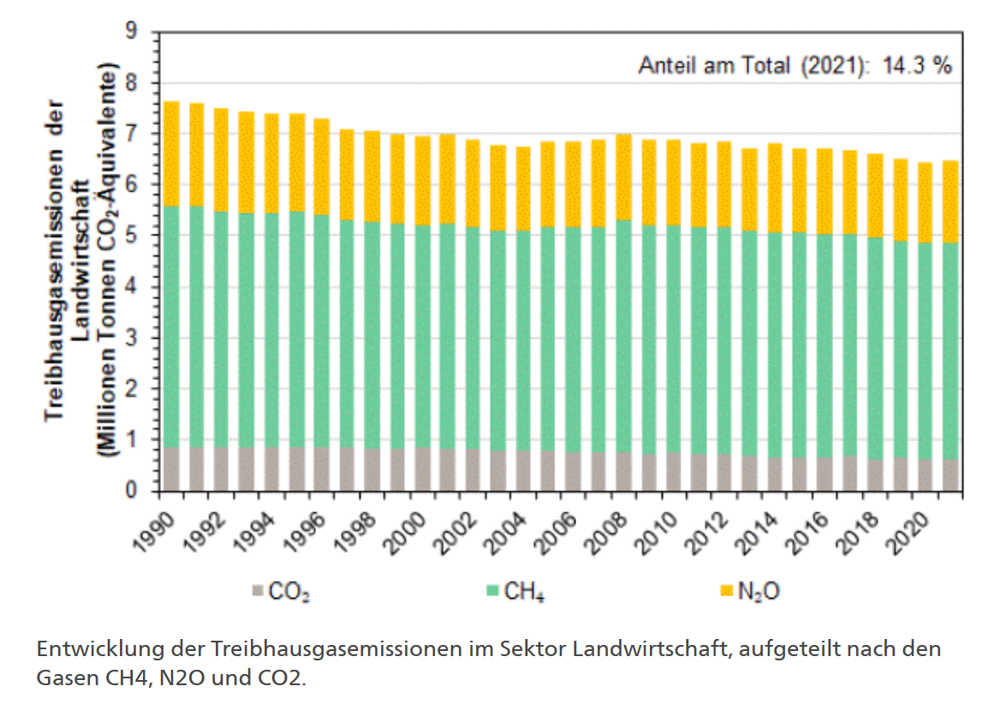 9
Anteil am Total (2021): 14.3 %
8
7
6
5
4
3
2
1
0
Treibhausgasemissionen der
Landwirtschaft
(Millionen Tonnen CO₂-Äquivalente)
1990 1992 1994 1996 1998 2000 2002 2004 2006 2008 2010 2012 2014 2016 2018 2020
CO₂ CH₄ N₂O
Entwicklung der Treibhausgasemissionen im Sektor Landwirtschaft, aufgeteilt nach den
Gasen CH4, N2O und CO2.